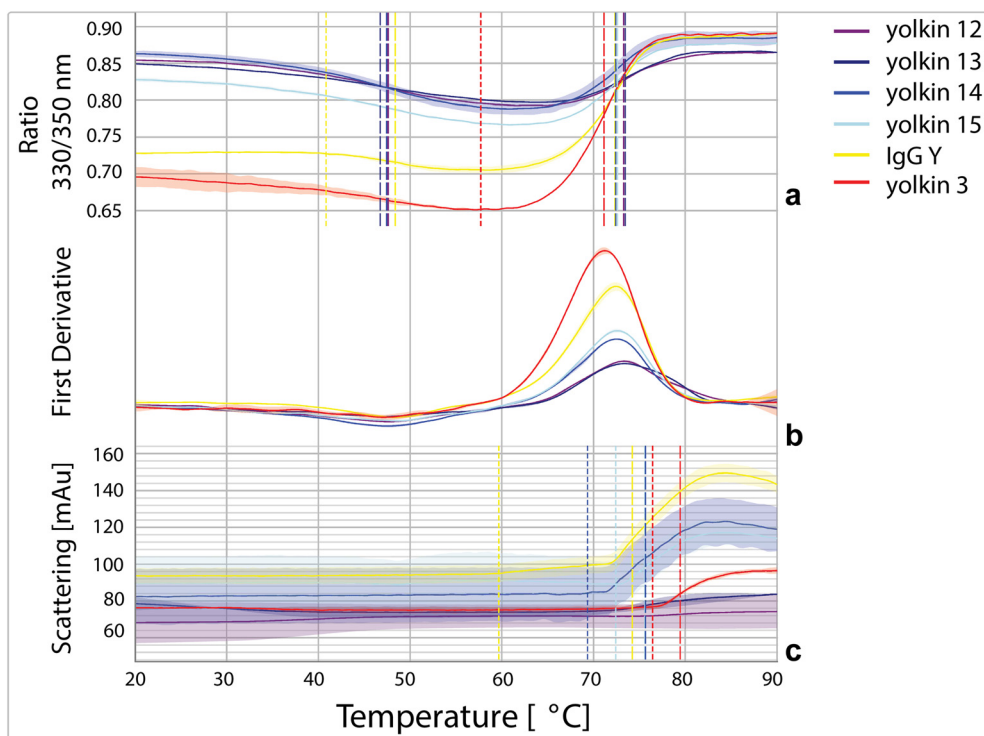 0.90
0.85
0.80
0.75
0.70
0.65
Ratio
330/350 nm
a
yolkin 12
yolkin 13
yolkin 14
yolkin 15
IgG Y
yolkin 3
First Derivative
b
160
140
120
100
80
60
Scattering [mAu]
c
20 30 40 50 60 70 80 90
Temperature [ °C]